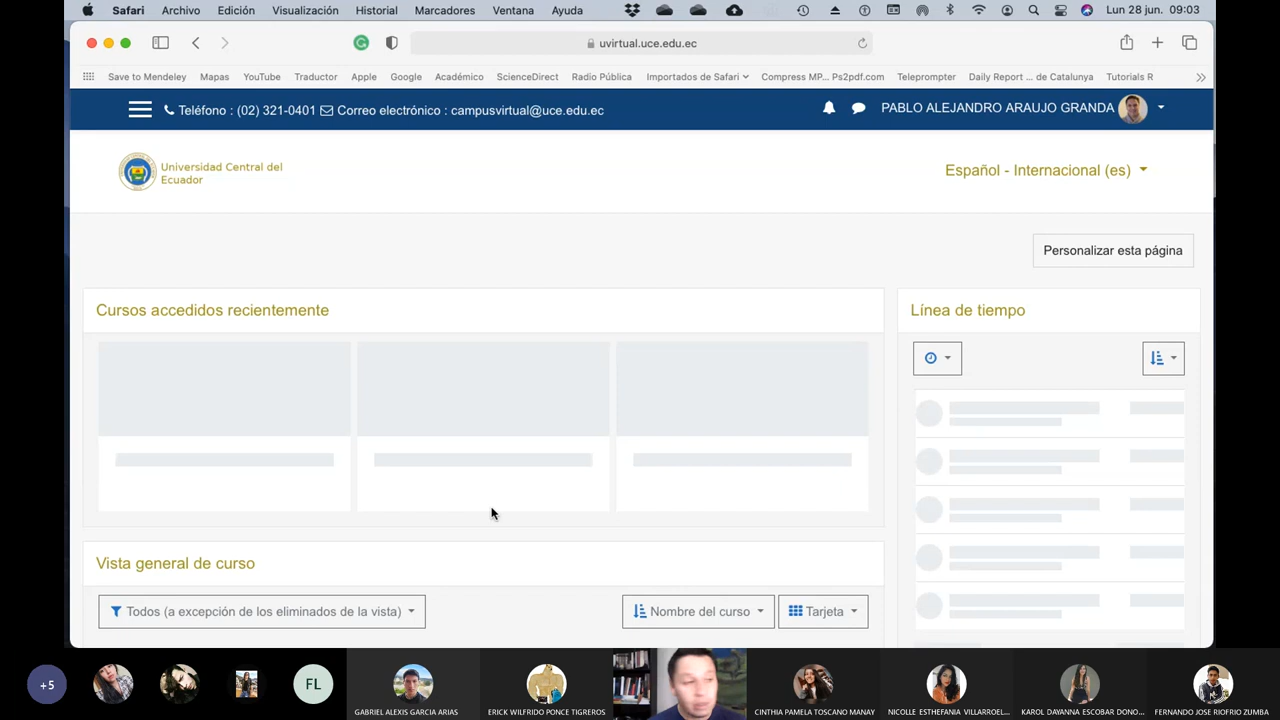 Safari Archivo Edición Visualización Historial Marcadores Ventana Ayuda Lun 28 jun. 09:03
uvirtual.uce.edu.ec
Save to Mendeley Mapas YouTube Traductor Apple Google Académico ScienceDirect Radio Pública Importados de Safari Compress MP... Ps2pdf.com Teleprompter Daily Report ... de Catalunya Tutorials R
Teléfono : (02) 321-0401 Correo electrónico : campusvirtual@uce.edu.ec PABLO ALEJANDRO ARAUJO GRANDA
Universidad Central del
Ecuador
Español - Internacional (es)
Personalizar esta página
Cursos accedidos recientemente
Línea de tiempo
Vista general de curso
Todos (a excepción de los eliminados de la vista) Nombre del curso Tarjeta
+5 FL
GABRIEL ALEXIS GARCIA ARIAS ERICK WILFRIDO PONCE TIGREROS CINTHIA PAMELA TOSCANO MANAY NICOLLE ESTHEFANIA VILLARROEL... KAROL DAYANNA ESCOBAR DONO... FERNANDO JOSE RIOFRIO ZUMBA